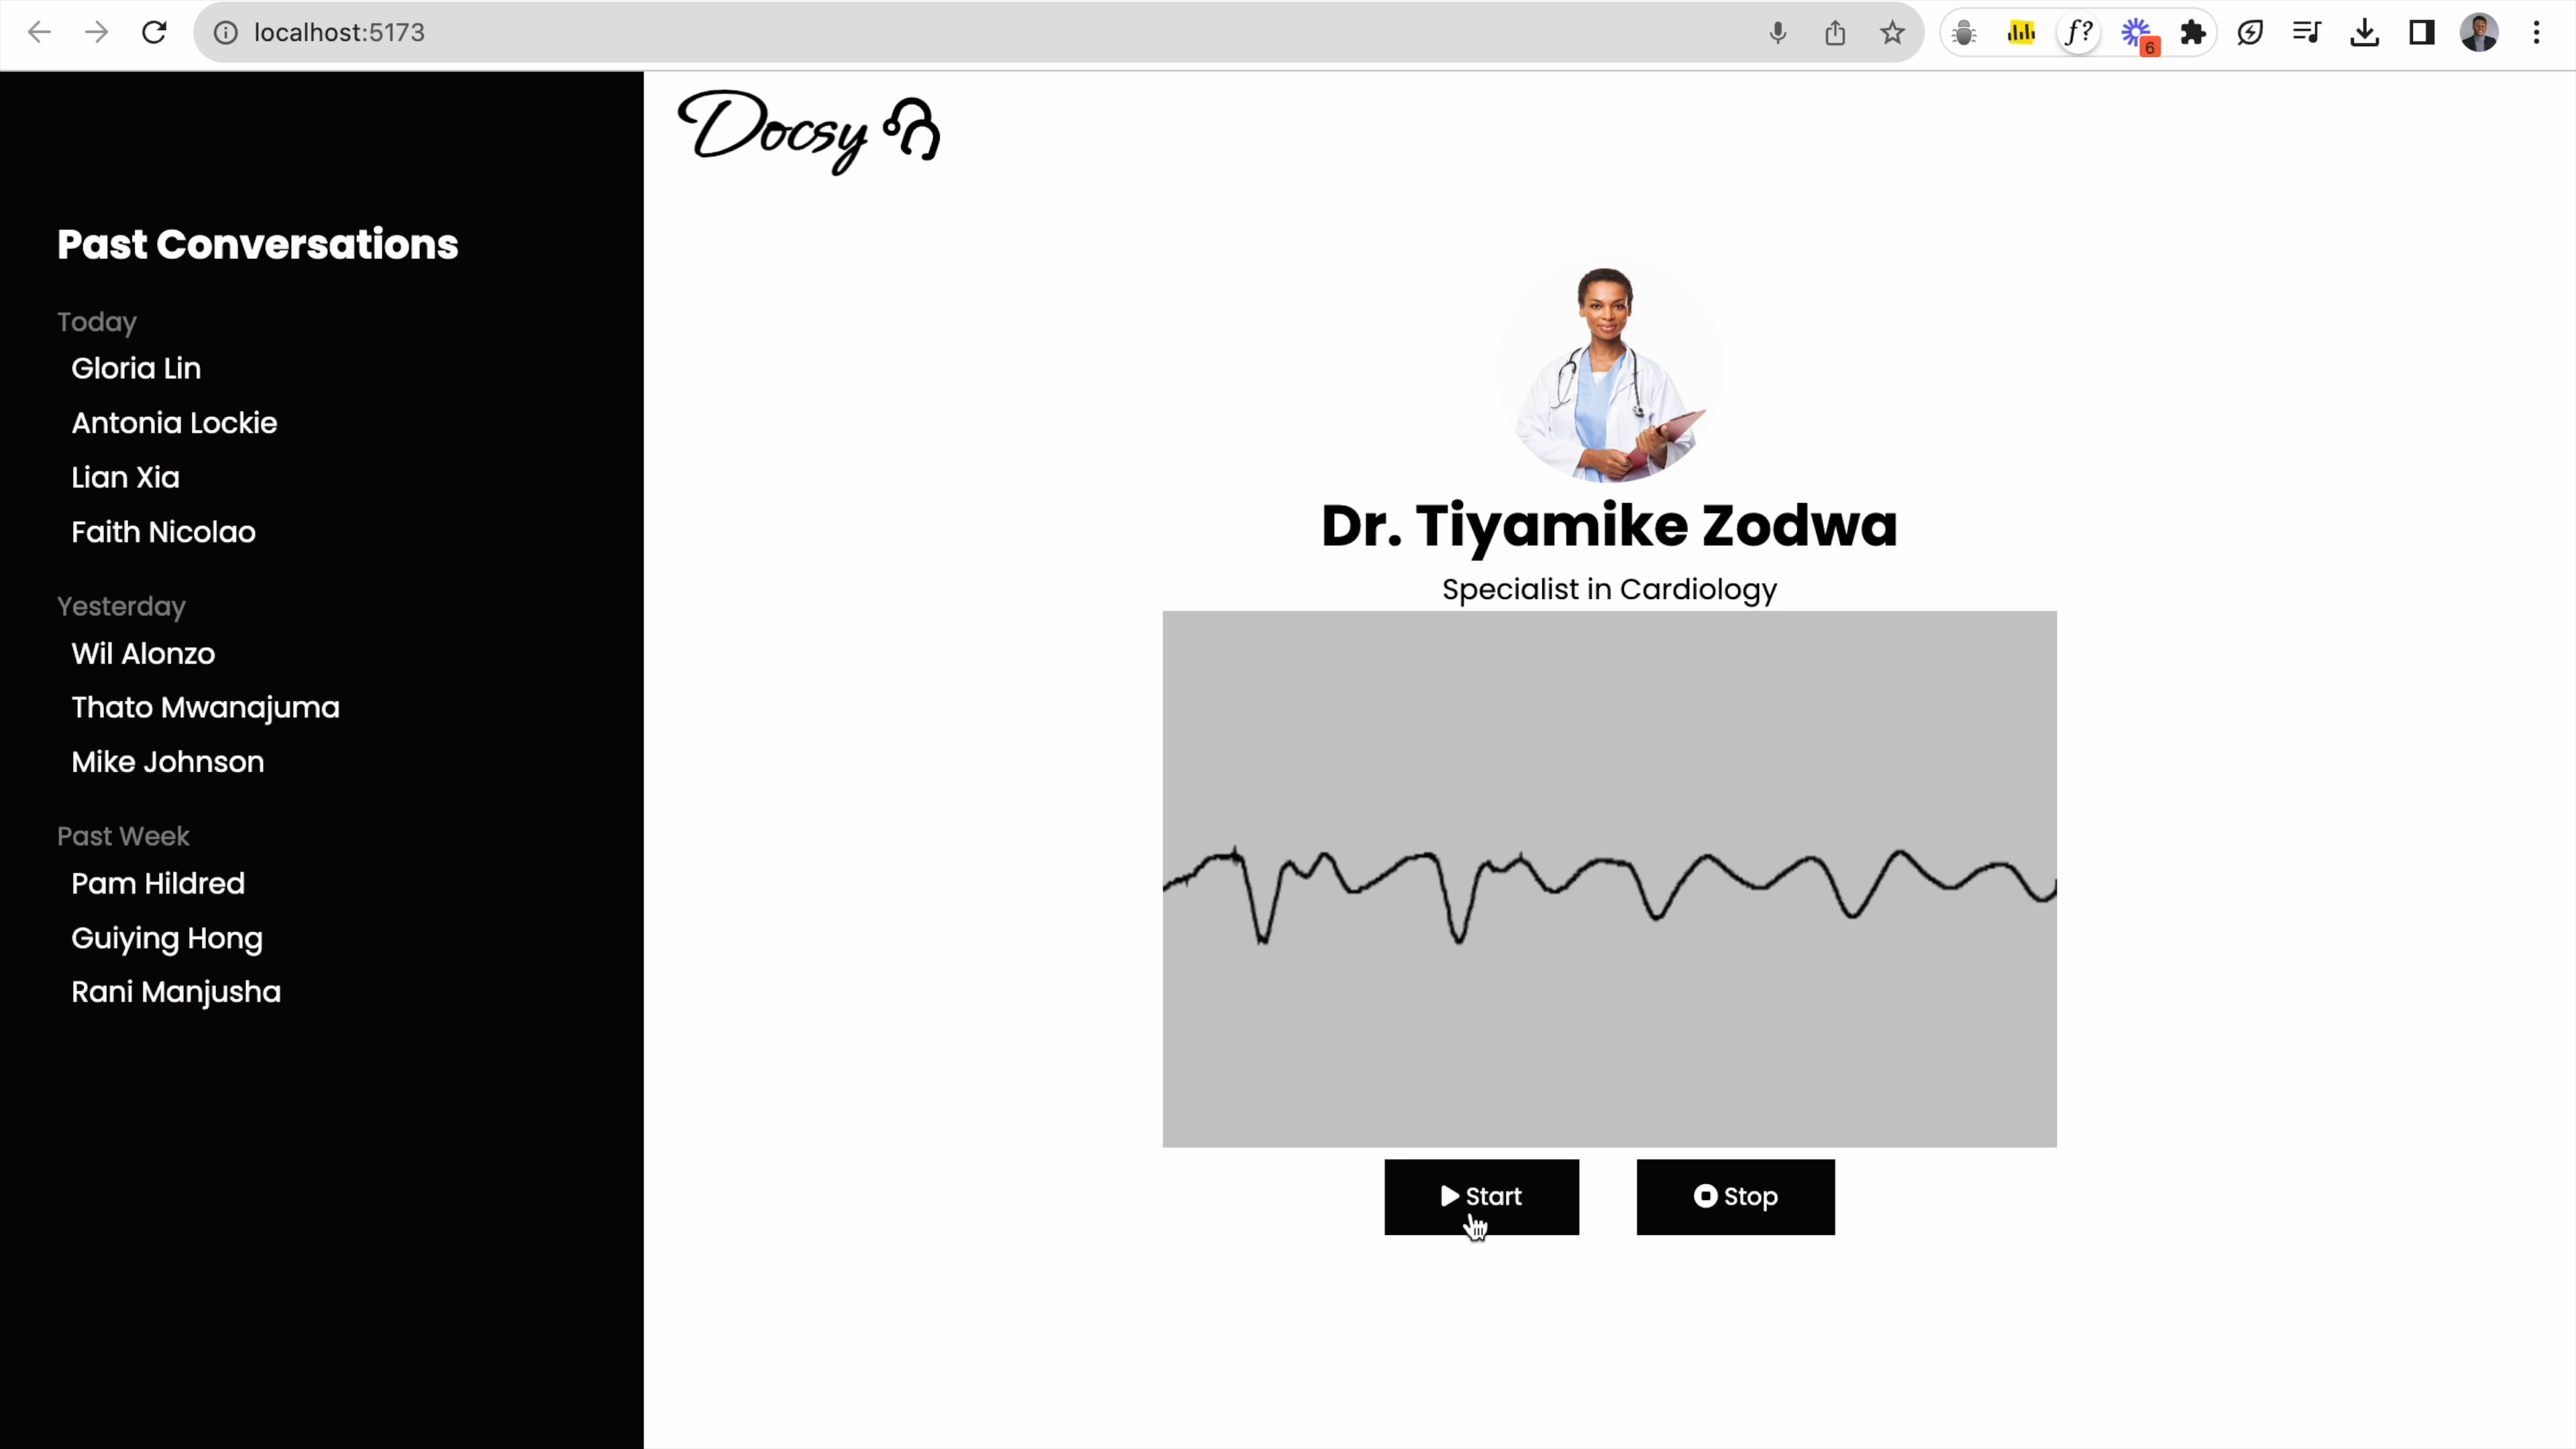 localhost:5173
f?
6
Docsy
Past Conversations
Today
Gloria Lin
Antonia Lockie
Lian Xia
Faith Nicolao
Yesterday
Wil Alonzo
Thato Mwanajuma
Mike Johnson
Past Week
Pam Hildred
Guiying Hong
Rani Manjusha
Dr. Tiyamike Zodwa
Specialist in Cardiology
Start
Stop